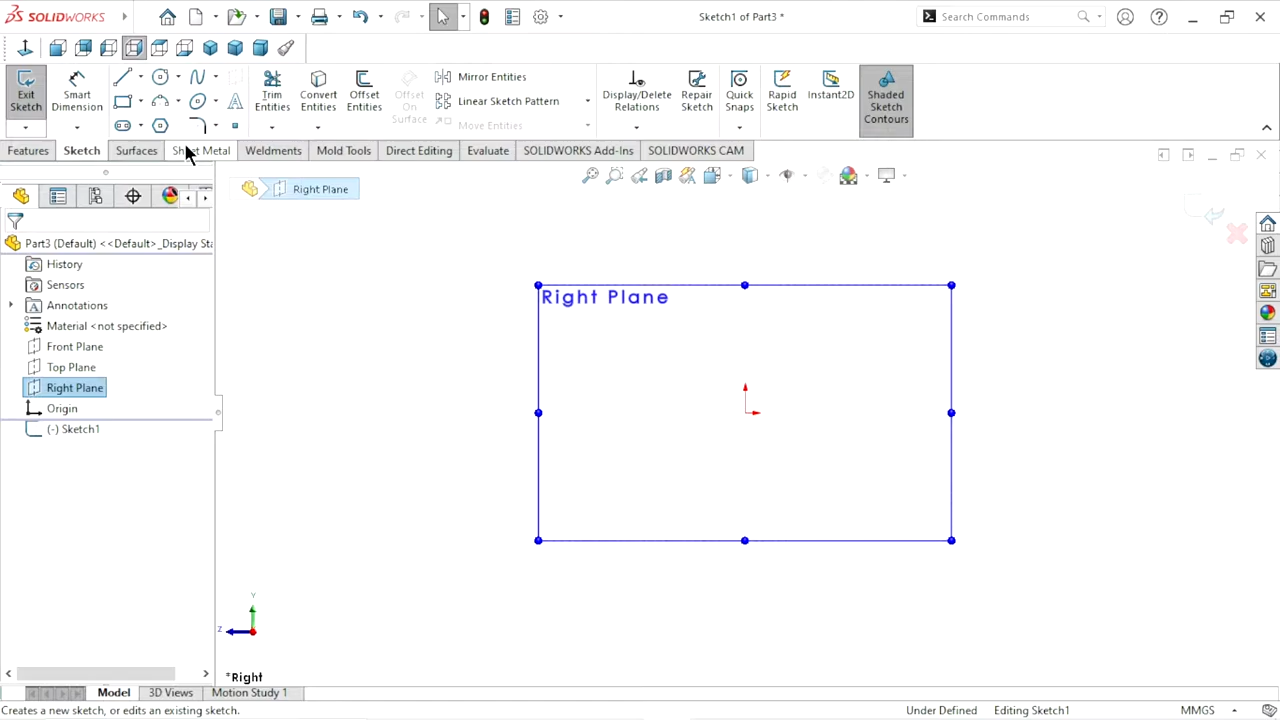 SOLIDWORKS
Sketch1 of Part3 *
Search Commands
Exit Sketch
Smart Dimension
Trim Entities
Convert Entities
Offset Entities
Offset On Surface
Mirror Entities
Linear Sketch Pattern
Move Entities
Display/Delete Relations
Repair Sketch
Quick Snaps
Rapid Sketch
Instant2D
Shaded Sketch Contours
Features
Sketch
Surfaces
Sheet Metal
Weldments
Mold Tools
Direct Editing
Evaluate
SOLIDWORKS Add-Ins
SOLIDWORKS CAM
Right Plane
Part3 (Default) <<Default>_Display Sta
History
Sensors
Annotations
Material <not specified>
Front Plane
Top Plane
Right Plane
Origin
(-) Sketch1
Right Plane
Y
Z
*Right
Model
3D Views
Motion Study 1
Creates a new sketch, or edits an existing sketch.
Under Defined
Editing Sketch1
MMGS